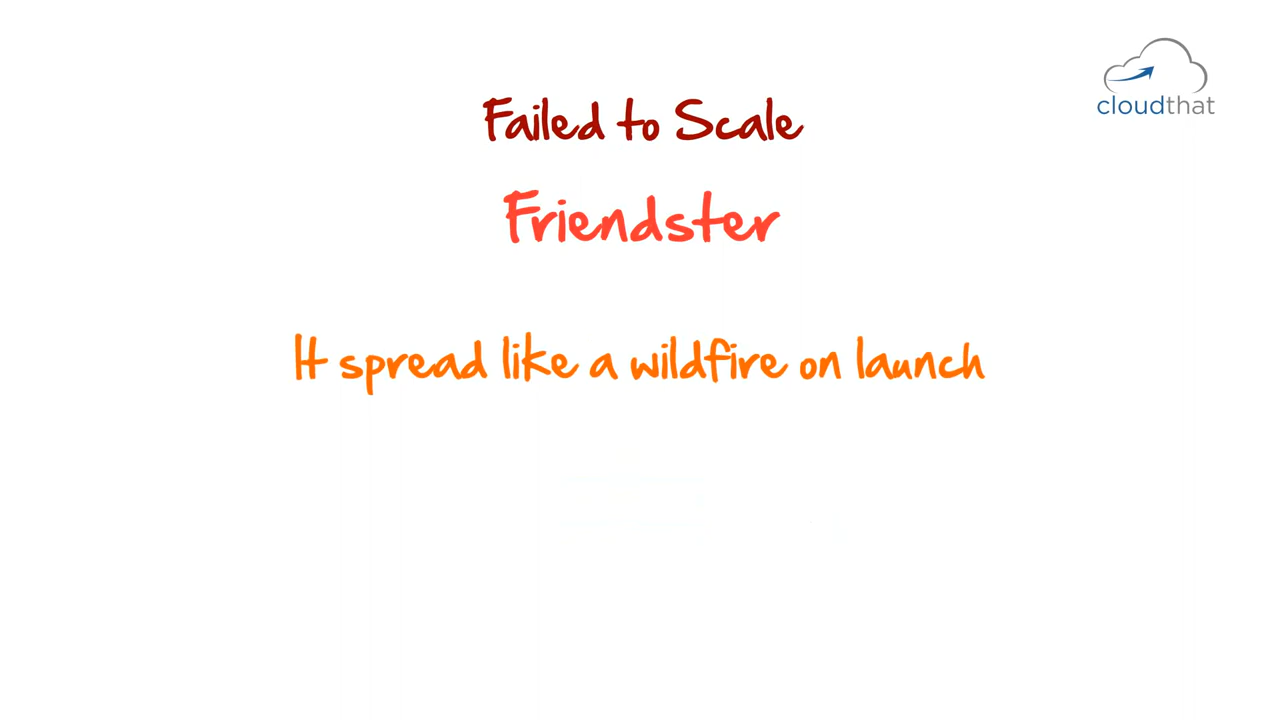 cloudthat
Failed to Scale
Friendster
It spread like a wildfire on launch